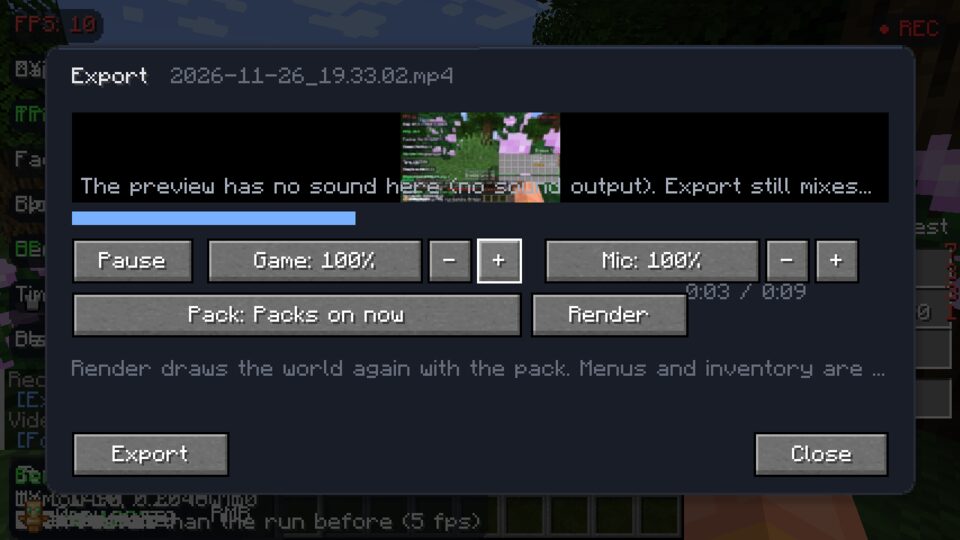 FPS: 10
REC
Export 2026-11-26_19.33.02.mp4
The preview has no sound here (no sound output). Export still mixes...
Pause Game: 100% - + Mic: 100% - +
0:03 / 0:09
Pack: Packs on now Render
Render draws the world again with the pack. Menus and inventory are ...
Export Close
than the run before (5 fps)